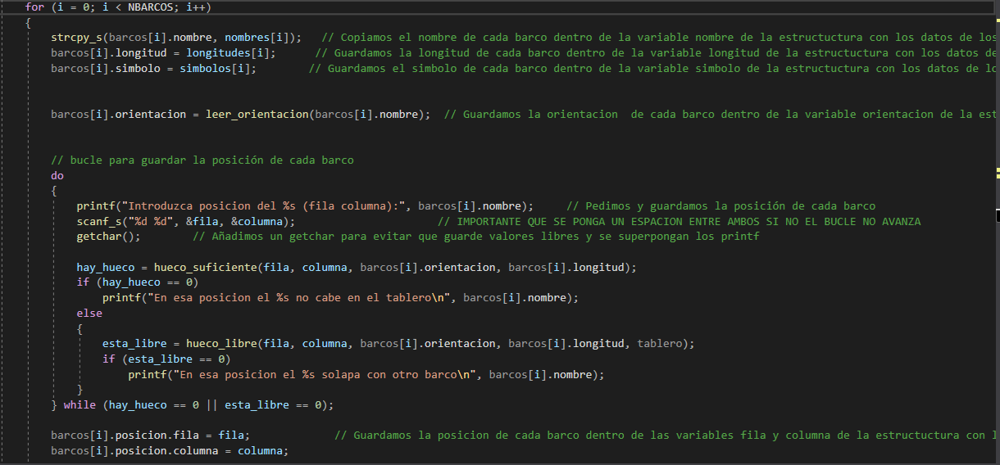 for (i = 0; i < NBARCOS; i++)
{
strcpy_s(barcos[i].nombre, nombres[i]);   // Copiamos el nombre de cada barco dentro de la variable nombre de la estructuctura con los datos de los
barcos[i].longitud = longitudes[i];      // Guardamos la longitud de cada barco dentro de la variable longitud de la estructuctura con los datos de
barcos[i].simbolo = simbolos[i];        // Guardamos el simbolo de cada barco dentro de la variable simbolo de la estructuctura con los datos de
barcos[i].orientacion = leer_orientacion(barcos[i].nombre);  // Guardamos la orientacion  de cada barco dentro de la variable orientacion de la
// bucle para guardar la posición de cada barco
do
{
printf("Introduzca posicion del %s (fila columna):", barcos[i].nombre);     // Pedimos y guardamos la posición de cada barco
scanf_s("%d %d", &fila, &columna);                      // IMPORTANTE QUE SE PONGA UN ESPACION ENTRE AMBOS SI NO EL BUCLE NO AVANZA
getchar();        // Añadimos un getchar para evitar que guarde valores libres y se superpongan los printf
hay_hueco = hueco_suficiente(fila, columna, barcos[i].orientacion, barcos[i].longitud);
if (hay_hueco == 0)
printf("En esa posicion el %s no cabe en el tablero\n", barcos[i].nombre);
else
{
esta_libre = hueco_libre(fila, columna, barcos[i].orientacion, barcos[i].longitud, tablero);
if (esta_libre == 0)
printf("En esa posicion el %s solapa con otro barco\n", barcos[i].nombre);
}
} while (hay_hueco == 0 || esta_libre == 0);
barcos[i].posicion.fila = fila;             // Guardamos la posicion de cada barco dentro de las variables fila y columna de la estructuctura con
barcos[i].posicion.columna = columna;